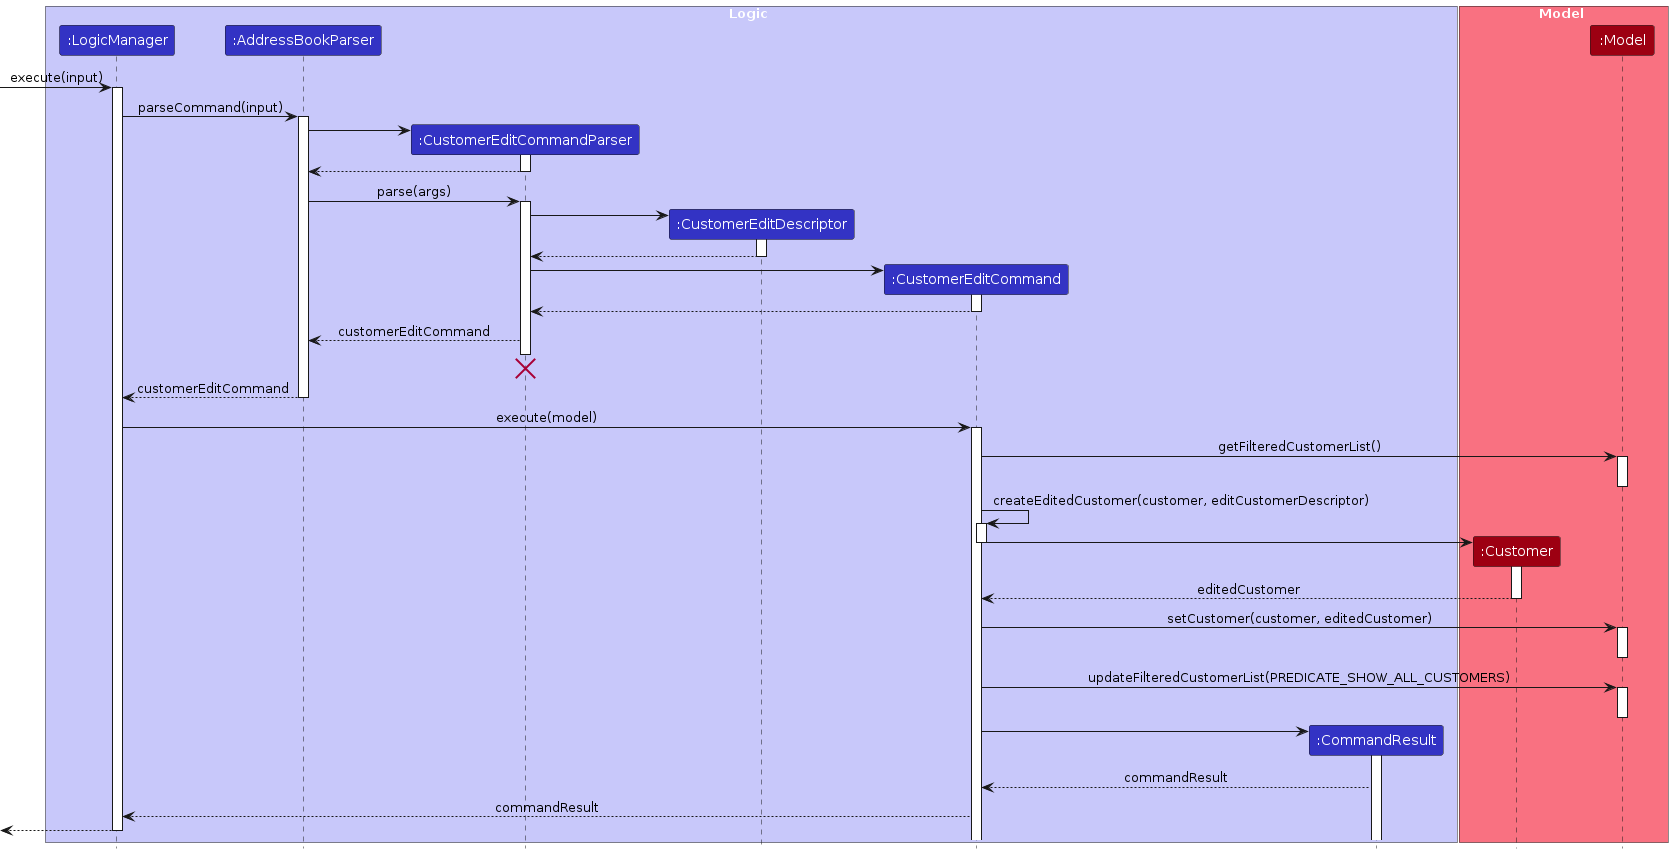 Logic
Model
:LogicManager
:AddressBookParser
:Model
execute(input)
parseCommand(input)
:CustomerEditCommandParser
parse(args)
:CustomerEditDescriptor
:CustomerEditCommand
customerEditCommand
customerEditCommand
execute(model)
getFilteredCustomerList()
createEditedCustomer(customer, editCustomerDescriptor)
:Customer
editedCustomer
setCustomer(customer, editedCustomer)
updateFilteredCustomerList(PREDICATE_SHOW_ALL_CUSTOMERS)
:CommandResult
commandResult
commandResult